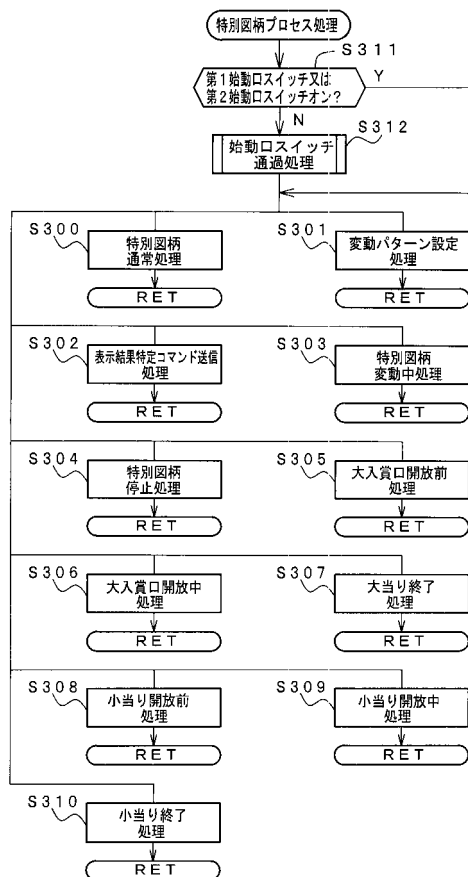 特別図柄プロセス処理
S311
第1始動口スイッチ又は
第2始動口スイッチオン?
Y
N
S312
始動口スイッチ
通過処理
S300
特別図柄
通常処理
RET
S301
変動パターン設定
処理
RET
S302
表示結果特定コマンド送信
処理
RET
S303
特別図柄
変動中処理
RET
S304
特別図柄
停止処理
RET
S305
大入賞口開放前
処理
RET
S306
大入賞口開放中
処理
RET
S307
大当り終了
処理
RET
S308
小当り開放前
処理
RET
S309
小当り開放中
処理
RET
S310
小当り終了
処理
RET